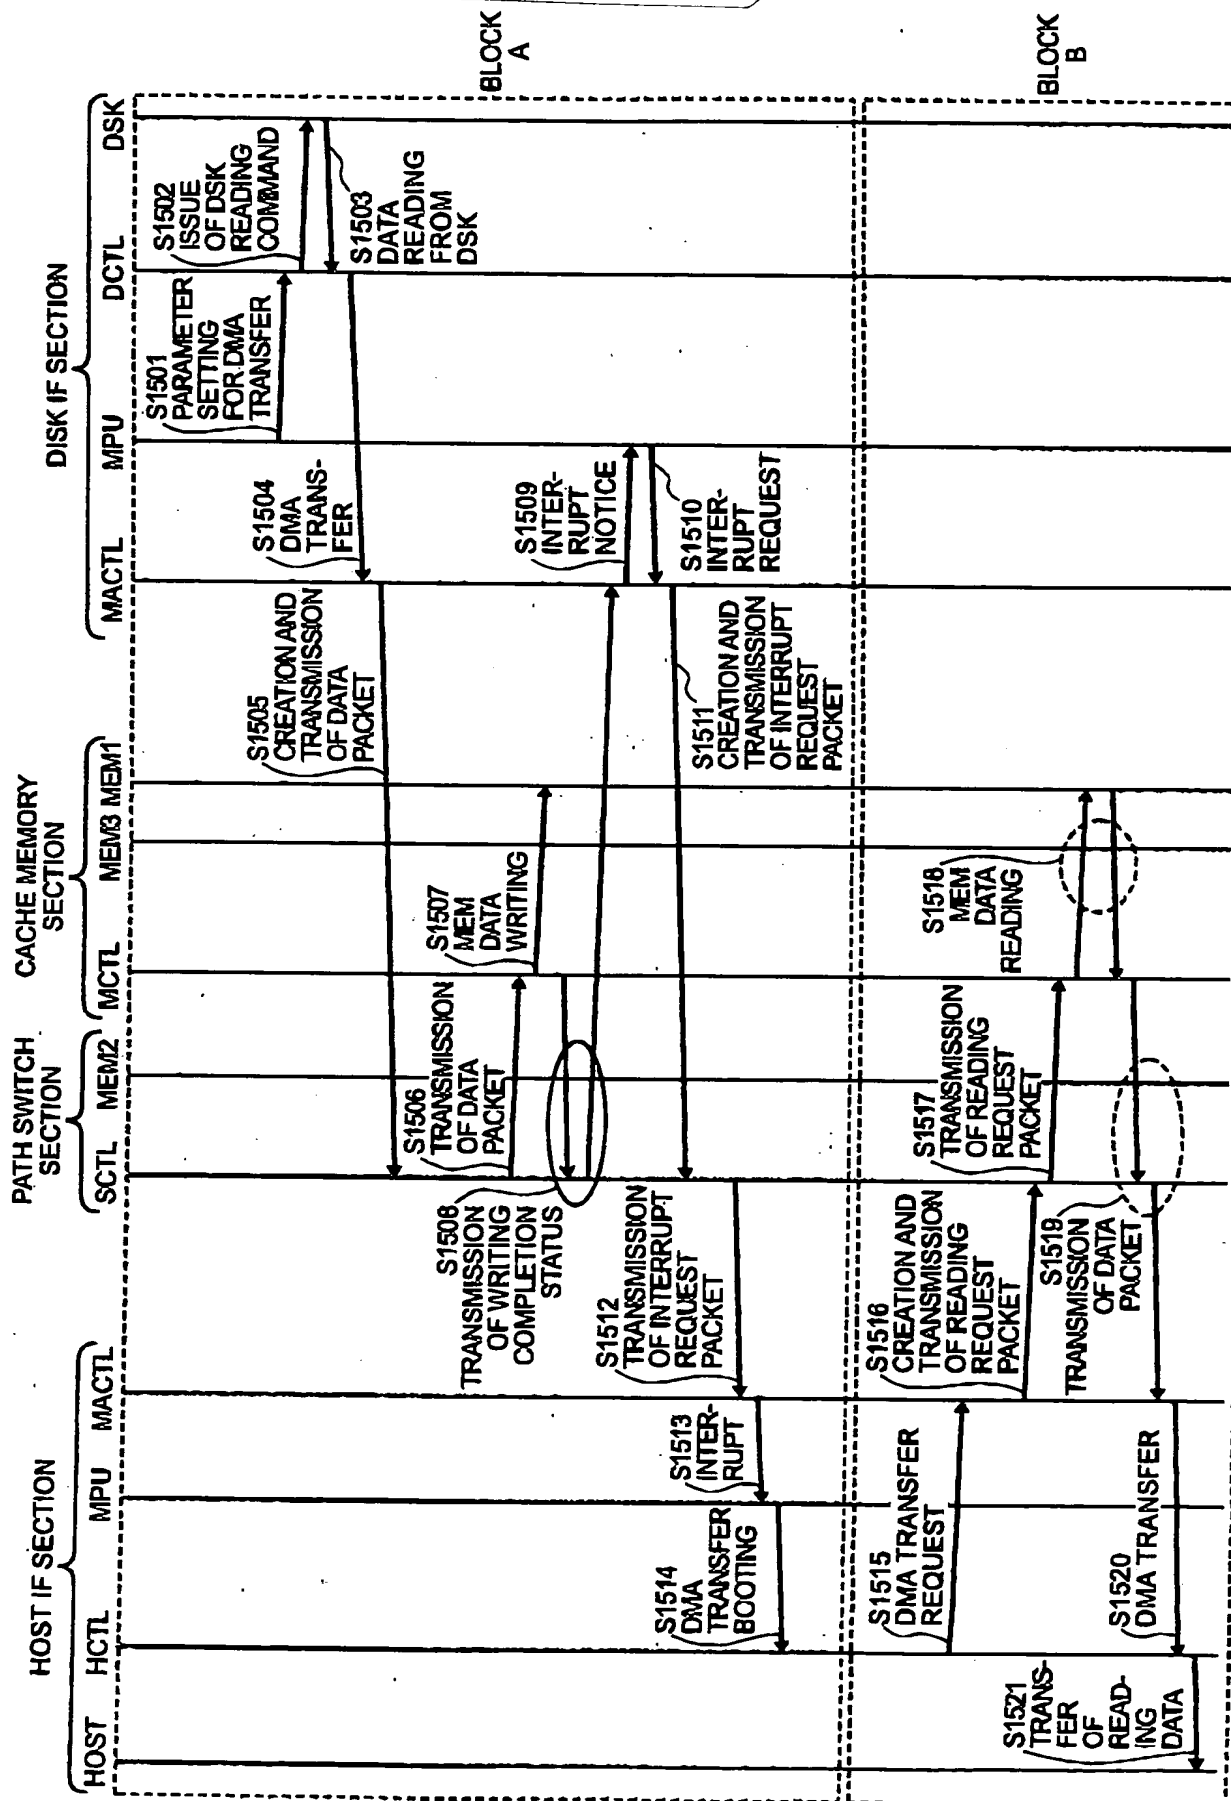 HOST IF SECTION
PATH SWITCH
SECTION
CACHE MEMORY
SECTION
DISK IF SECTION
HOST
HCTL
MPU
MACTL
SCTL
MEM2
MCTL
MEM3
MEM1
MACTL
MPU
DCTL
DSK
S1501
PARAMETER
SETTING
FOR DMA
TRANSFER
S1502
ISSUE
OF DSK
READING
COMMAND
S1503
DATA
READING
FROM
DSK
S1504
DMA
TRANS-
FER
S1505
CREATION AND
TRANSMISSION
OF DATA
PACKET
S1506
TRANSMISSION
OF DATA
PACKET
S1507
MEM
DATA
WRITING
S1508
TRANSMISSION
OF WRITING
COMPLETION
STATUS
S1509
INTER-
RUPT
NOTICE
S1510
INTER-
RUPT
REQUEST
S1511
CREATION AND
TRANSMISSION
OF INTERRUPT
REQUEST
PACKET
S1512
TRANSMISSION
OF INTERRUPT
REQUEST
PACKET
S1513
INTER-
RUPT
S1514
DMA
TRANSFER
BOOTING
BLOCK
A
S1515
DMA TRANSFER
REQUEST
S1516
CREATION AND
TRANSMISSION
OF READING
REQUEST
PACKET
S1517
TRANSMISSION
OF READING
REQUEST
PACKET
S1518
MEM
DATA
READING
S1519
TRANSMISSION
OF DATA
PACKET
S1520
DMA TRANSFER
S1521
TRANS-
FER
OF
READ-
ING
DATA
BLOCK
B